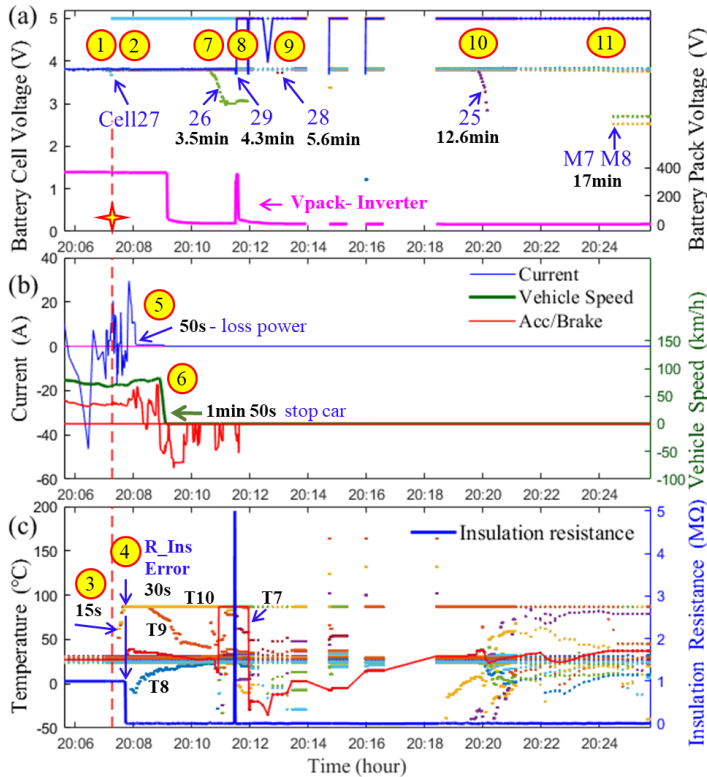 (a)
5
4
3
2
1
0
Battery Cell Voltage (V)
1 2 7 8 9 10 11
Cell27
26
3.5min
29
4.3min
28
5.6min
25
12.6min
M7 M8
17min
Vpack- Inverter
400
200
0
Battery Pack Voltage (V)
20:06 20:08 20:10 20:12 20:14 20:16 20:18 20:20 20:22 20:24
(b)
40
20
0
-20
-40
-60
Current (A)
5
50s - loss power
6
1min 50s stop car
Current
Vehicle Speed
Acc/Brake
150
100
50
0
-50
-100
Vehicle Speed (km/h)
20:06 20:08 20:10 20:12 20:14 20:16 20:18 20:20 20:22 20:24
(c)
200
150
100
50
0
-50
Temperature (℃)
3
15s
4
R_Ins
Error
30s
T10
T7
T9
T8
Insulation resistance
5
4
3
2
1
0
Insulation Resistance (MΩ)
20:06 20:08 20:10 20:12 20:14 20:16 20:18 20:20 20:22 20:24
Time (hour)